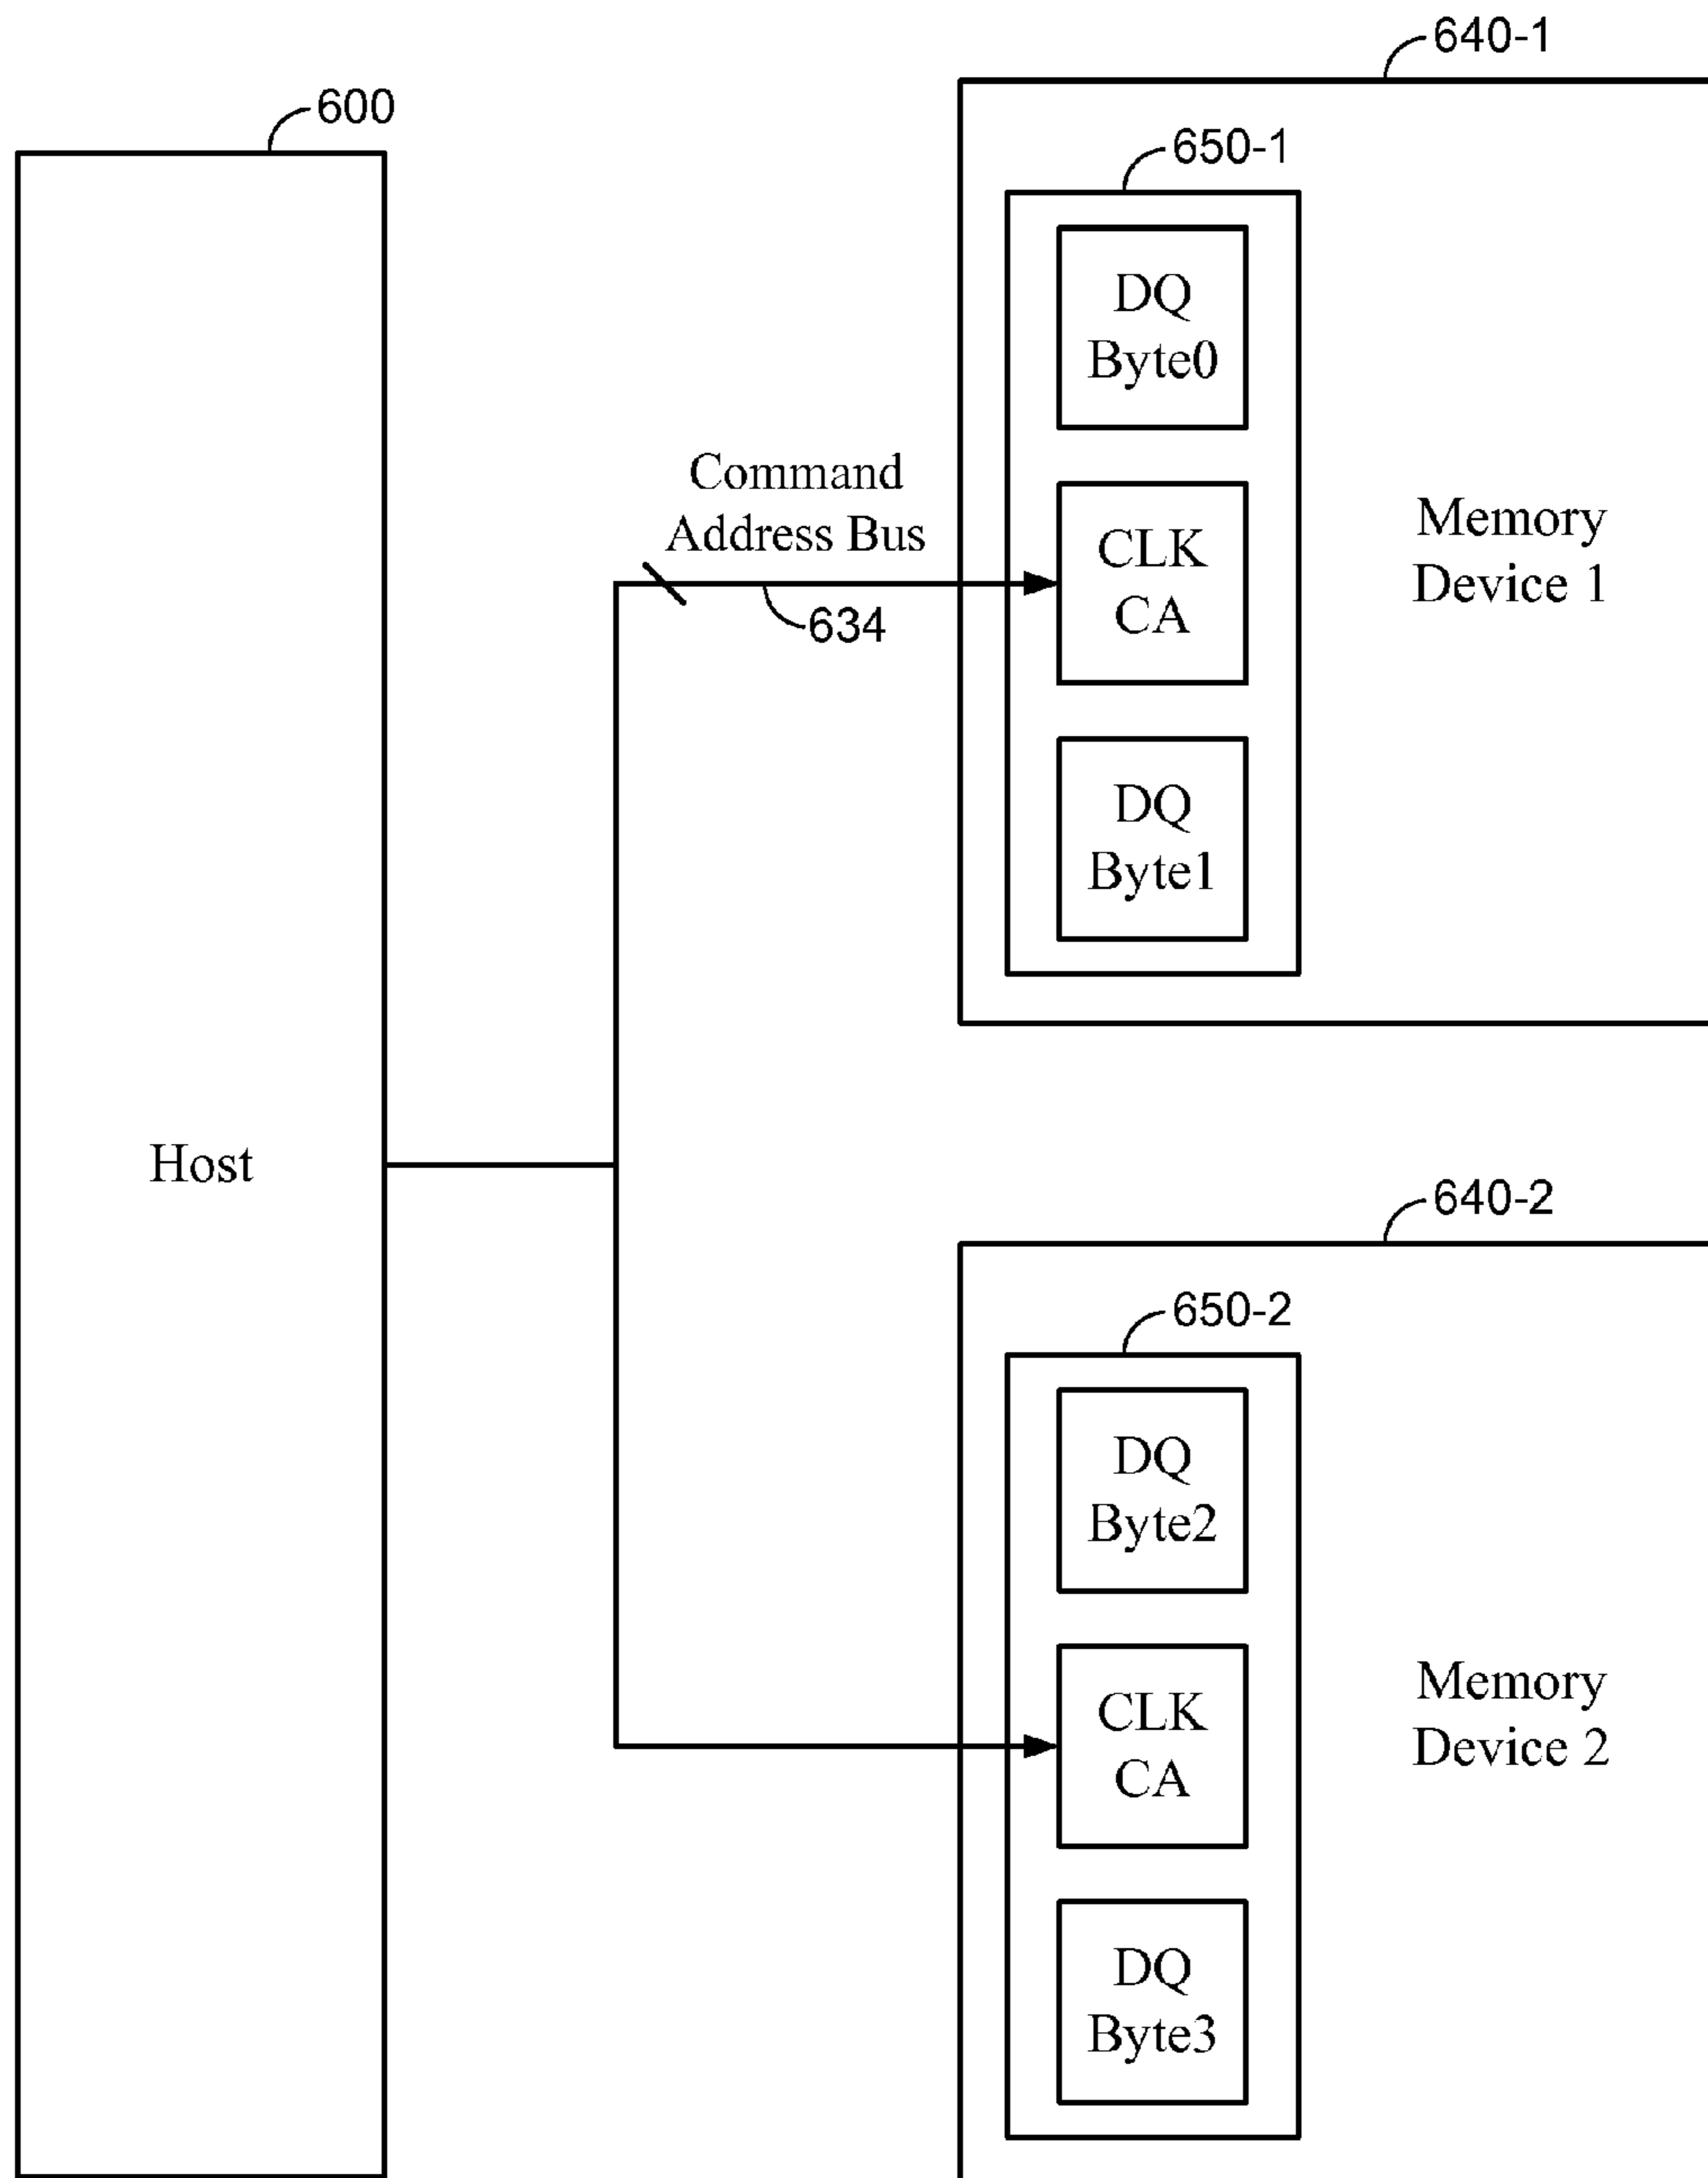 640-1
600
650-1
DQ
Byte0
Command
Address Bus
634
CLK
CA
Memory
Device 1
DQ
Byte1
Host
640-2
650-2
DQ
Byte2
CLK
CA
Memory
Device 2
DQ
Byte3